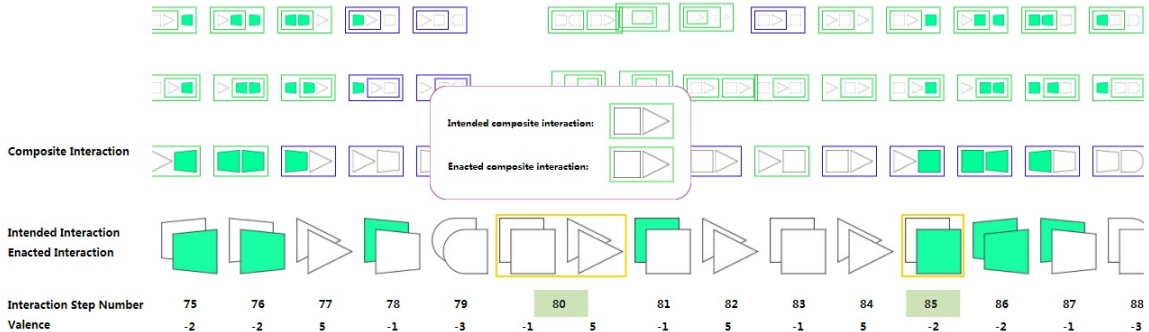 Intended composite interaction:
Composite Interaction
Enacted composite interaction:
Intended Interaction
Enacted Interaction
Interaction Step Number 75 76 77 78 79 80 81 82 83 84 85 86 87 88
Valence -2 -2 5 -1 -3 -1 5 -1 5 -1 5 -2 -2 -1 -3